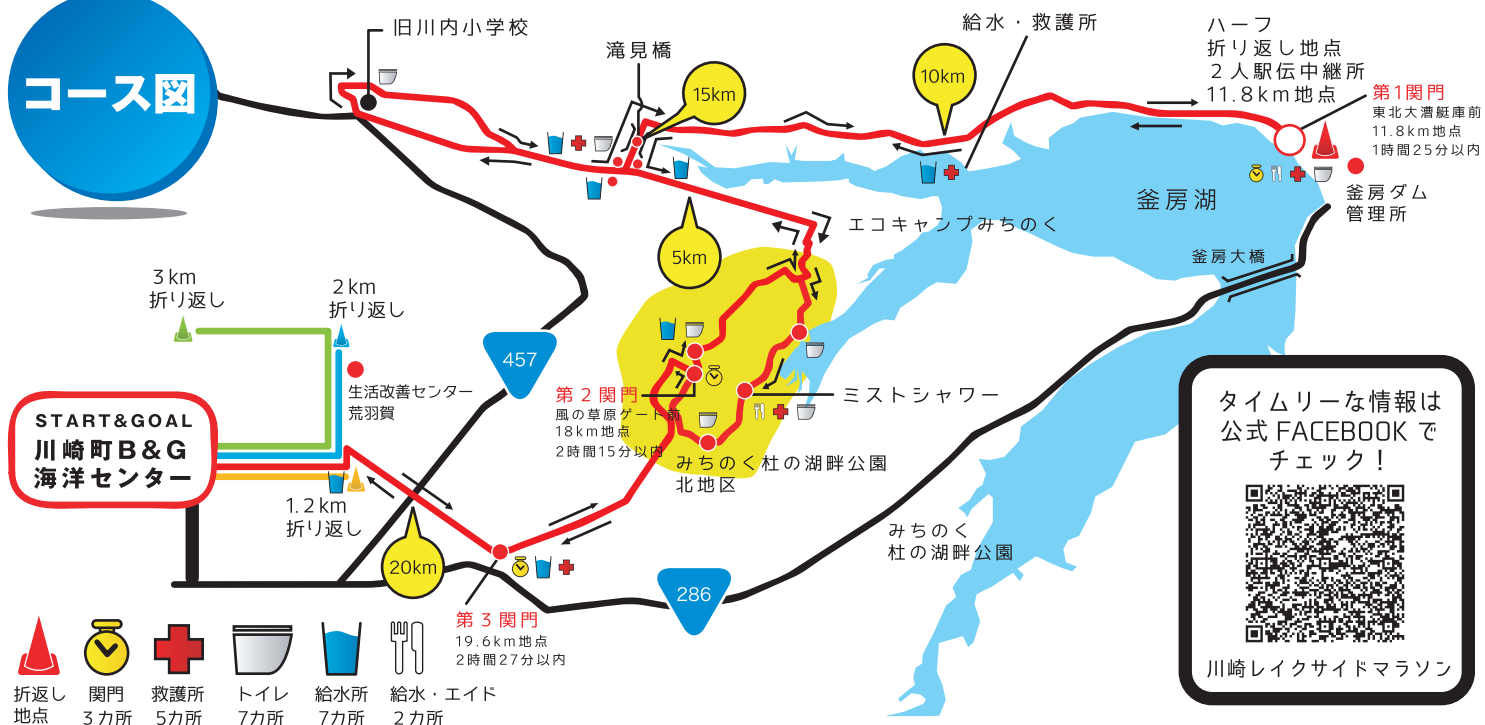 コース図
旧川内小学校
滝見橋
給水・救護所
ハーフ
折り返し地点
2人駅伝中継所
11.8km地点
第1関門
東北大漕艇庫前
11.8km地点
1時間25分以内
10km
15km
5km
釜房湖
釜房ダム
管理所
エコキャンプみちのく
釜房大橋
3km
折り返し
2km
折り返し
457
生活改善センター
荒羽賀
START&GOAL
川崎町B&G
海洋センター
1.2km
折り返し
第2関門
風の草原ゲート前
18km地点
2時間15分以内
ミストシャワー
みちのく杜の湖畔公園
北地区
みちのく
杜の湖畔公園
20km
286
第3関門
19.6km地点
2時間27分以内
タイムリーな情報は
公式 FACEBOOK で
チェック！
川崎レイクサイドマラソン
折返し
地点
関門
3カ所
救護所
5カ所
トイレ
7カ所
給水所
7カ所
給水・エイド
2カ所